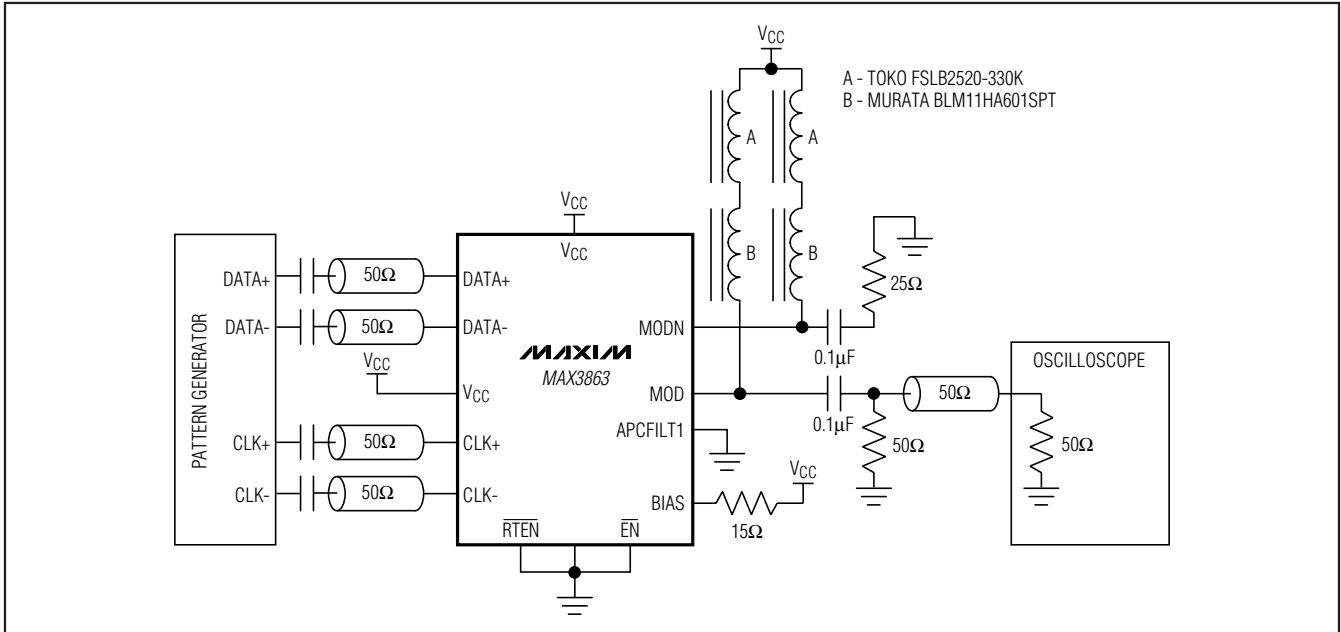 VCC
A - TOKO FSLB2520-330K
B - MURATA BLM11HA601SPT
A
A
B
B
VCC
VCC
PATTERN GENERATOR
DATA+
50Ω
DATA+
DATA-
50Ω
DATA-
VCC
VCC
CLK+
50Ω
CLK+
CLK-
50Ω
CLK-
MAXIM
MAX3863
MODN
MOD
APCFILT1
BIAS
RTEN
EN
25Ω
0.1µF
0.1µF
50Ω
50Ω
OSCILLOSCOPE
50Ω
VCC
15Ω